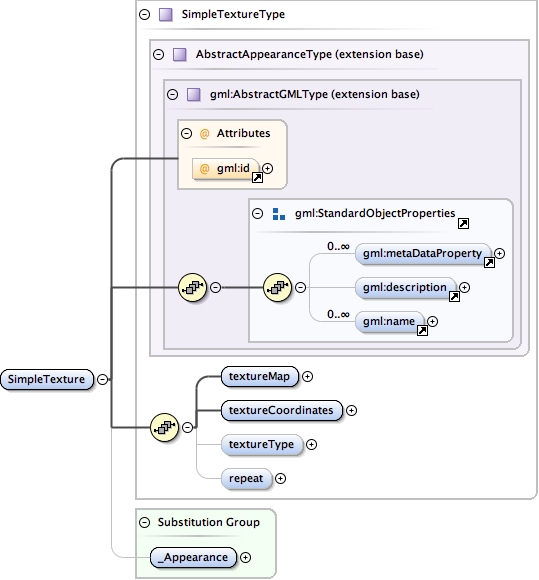 SimpleTextureType
AbstractAppearanceType (extension base)
gml:AbstractGMLType (extension base)
@ Attributes
@ gml:id
gml:StandardObjectProperties
0..∞
gml:metaDataProperty
gml:description
0..∞
gml:name
SimpleTexture
textureMap
textureCoordinates
textureType
repeat
Substitution Group
_Appearance